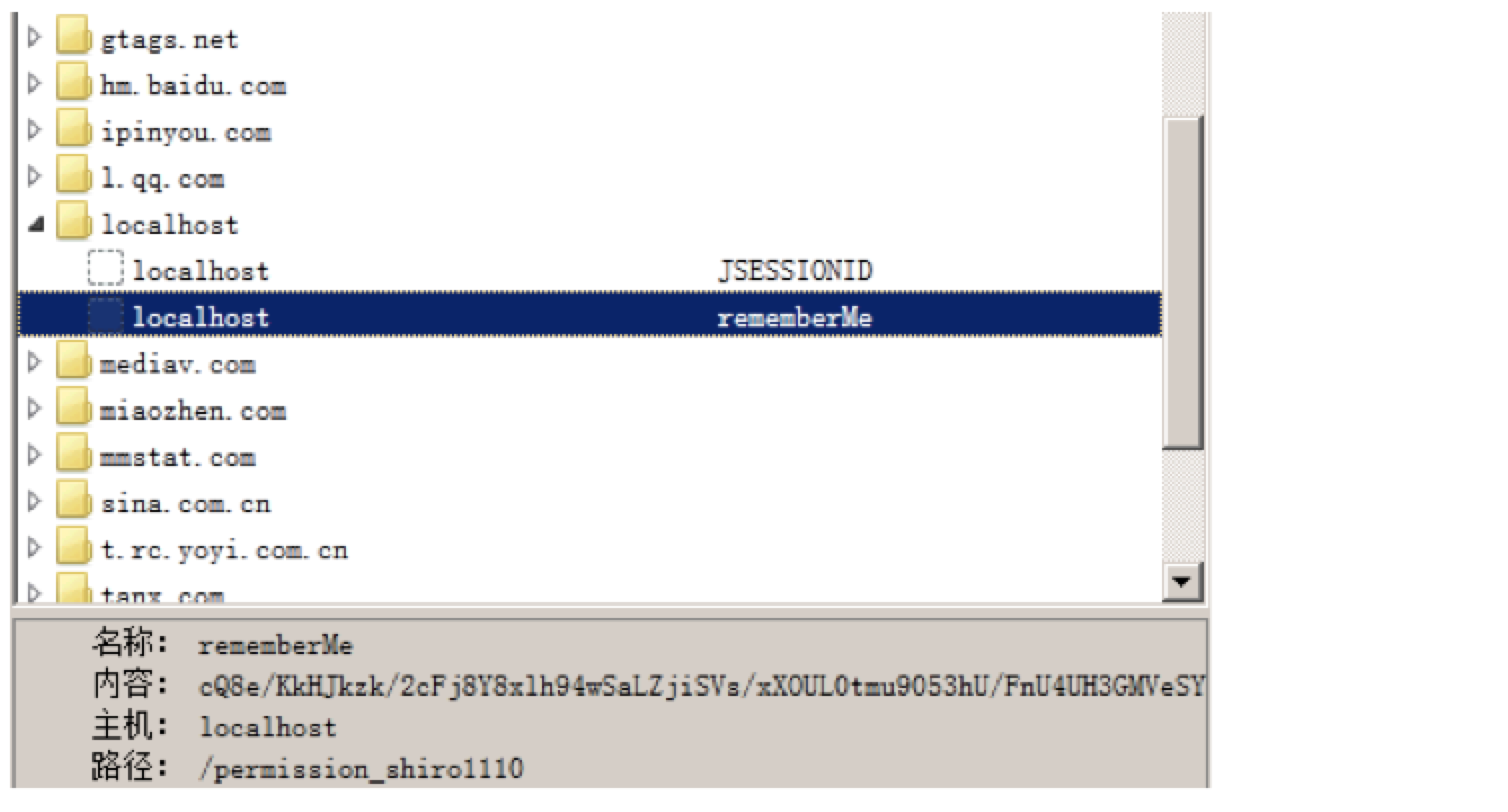 gtags.net
hm.baidu.com
ipinyou.com
l.qq.com
localhost
localhost JSESSIONID
localhost rememberMe
mediav.com
miaozhen.com
mmstat.com
sina.com.cn
t.rc.yoyi.com.cn
tanx.com
名称: rememberMe
内容: cQ8e/KkHJkzk/2cFj8Y8xlh94wSaLZjiSVs/xXOUL0tmu9053hU/FnU4UH3GMVeSY
主机: localhost
路径: /permission_shiro1110